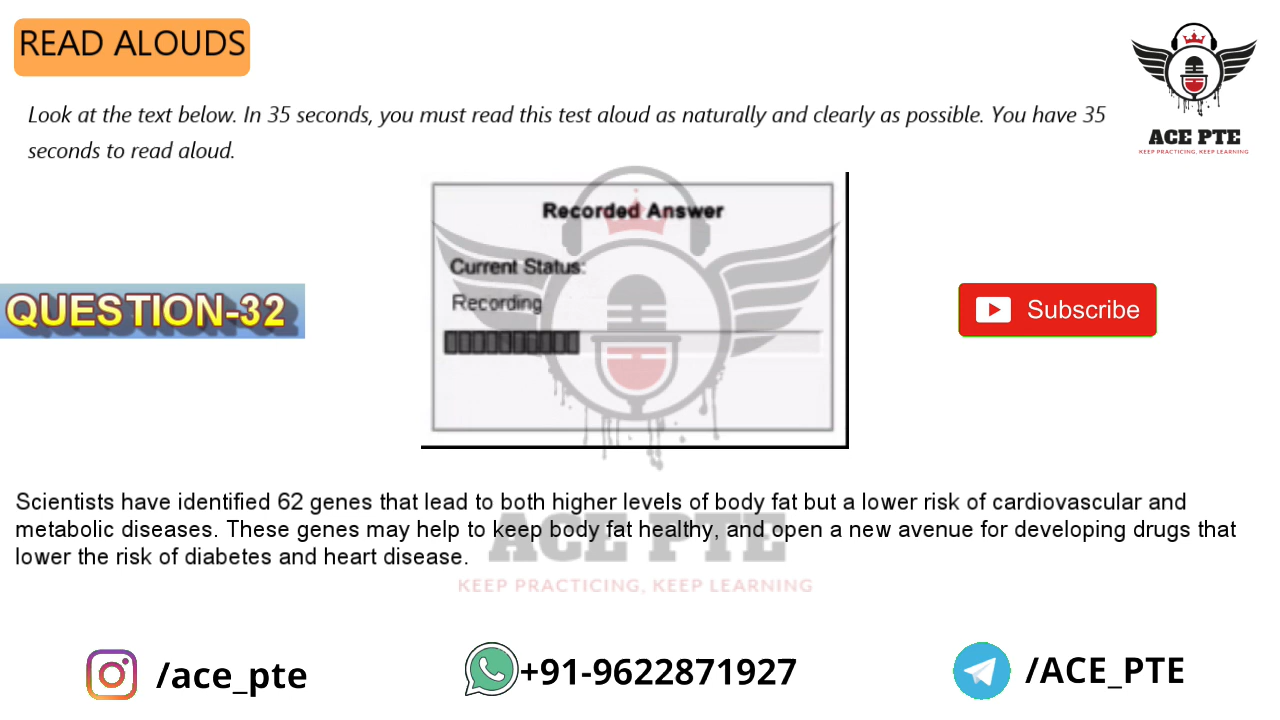 READ ALOUDS
Look at the text below. In 35 seconds, you must read this test aloud as naturally and clearly as possible. You have 35
seconds to read aloud.
ACE PTE
KEEP PRACTICING, KEEP LEARNING
Recorded Answer
Current Status:
Recording
QUESTION-32
Subscribe
Scientists have identified 62 genes that lead to both higher levels of body fat but a lower risk of cardiovascular and
metabolic diseases. These genes may help to keep body fat healthy, and open a new avenue for developing drugs that
lower the risk of diabetes and heart disease.
ACE PTE
KEEP PRACTICING, KEEP LEARNING
/ace_pte
+91-9622871927
/ACE_PTE